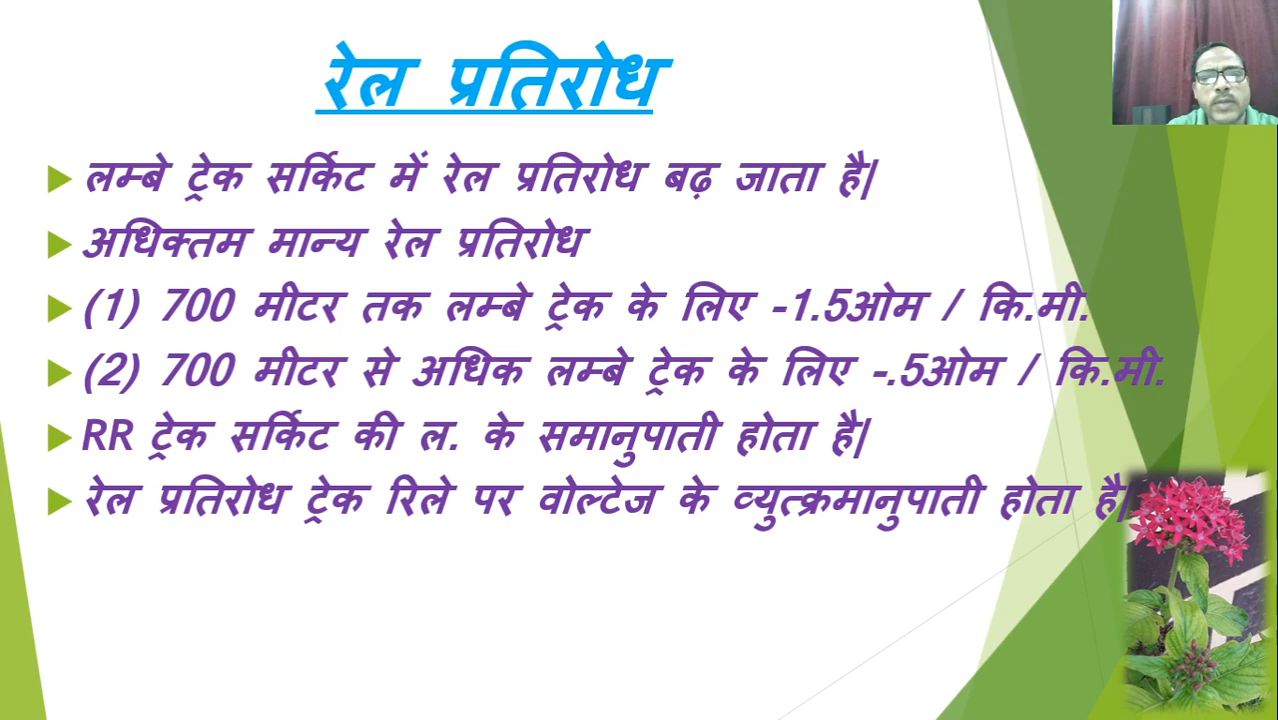 रेल प्रतिरोध
लम्बे ट्रेक सर्किट में रेल प्रतिरोध बढ़ जाता है|
अधिक्तम मान्य रेल प्रतिरोध
(1) 700 मीटर तक लम्बे ट्रेक के लिए -1.5ओम / कि.मी.
(2) 700 मीटर से अधिक लम्बे ट्रेक के लिए -.5ओम / कि.मी.
RR ट्रेक सर्किट की ल. के समानुपाती होता है|
रेल प्रतिरोध ट्रेक रिले पर वोल्टेज के व्युत्क्रमानुपाती होता है|